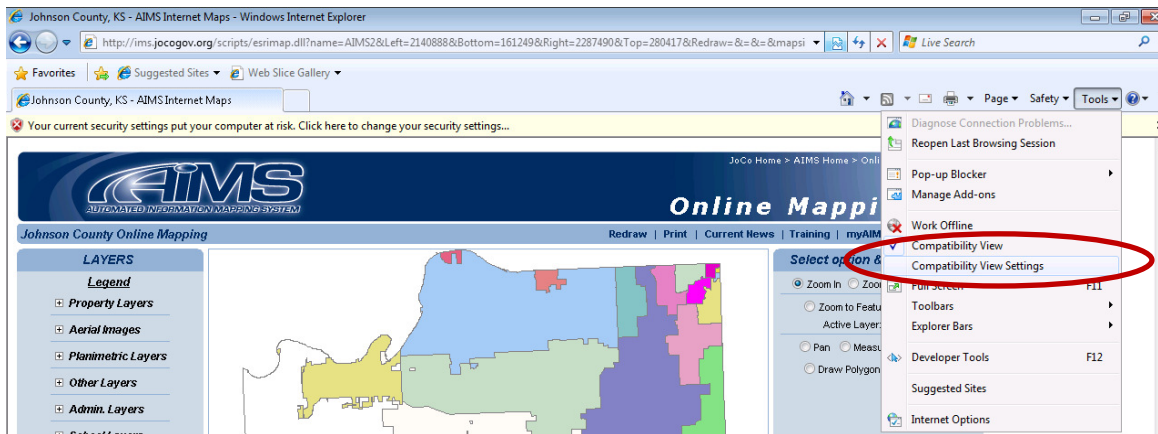 Johnson County, KS - AIMS Internet Maps - Windows Internet Explorer
http://ims.jocogov.org/scripts/esrimap.dll?name=AIMS2&Left=2140888&Bottom=161249&Right=2287490&Top=280417&Redraw=&=&=&mapsi
Live Search
Favorites Suggested Sites Web Slice Gallery
Johnson County, KS - AIMS Internet Maps
Page Safety Tools
Your current security settings put your computer at risk. Click here to change your security settings...
Diagnose Connection Problems...
Reopen Last Browsing Session
Pop-up Blocker
Manage Add-ons
Work Offline
Compatibility View
Compatibility View Settings
Full Screen F11
Toolbars
Explorer Bars
Developer Tools F12
Suggested Sites
Internet Options
JoCo Home > AIMS Home > Onli
AIMS
AUTOMATED INFORMATION MAPPING SYSTEM
Online Mappi
Johnson County Online Mapping
Redraw | Print | Current News | Training | myAIM
LAYERS
Legend
Property Layers
Aerial Images
Planimetric Layers
Other Layers
Admin. Layers
Select option &
Zoom In Zoo
Zoom to Featu
Active Layer:
Pan Measu
Draw Polygon